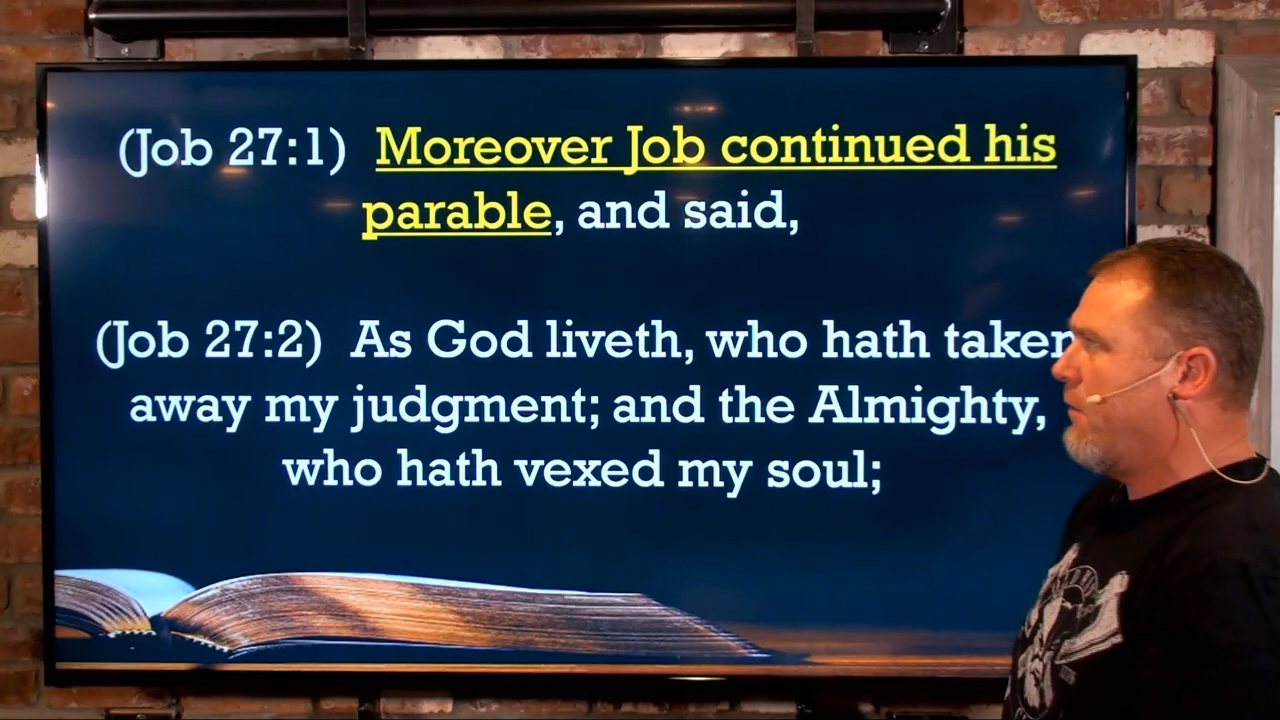 (Job 27:1) Moreover Job continued his
parable, and said,
(Job 27:2) As God liveth, who hath taken
away my judgment; and the Almighty,
who hath vexed my soul;